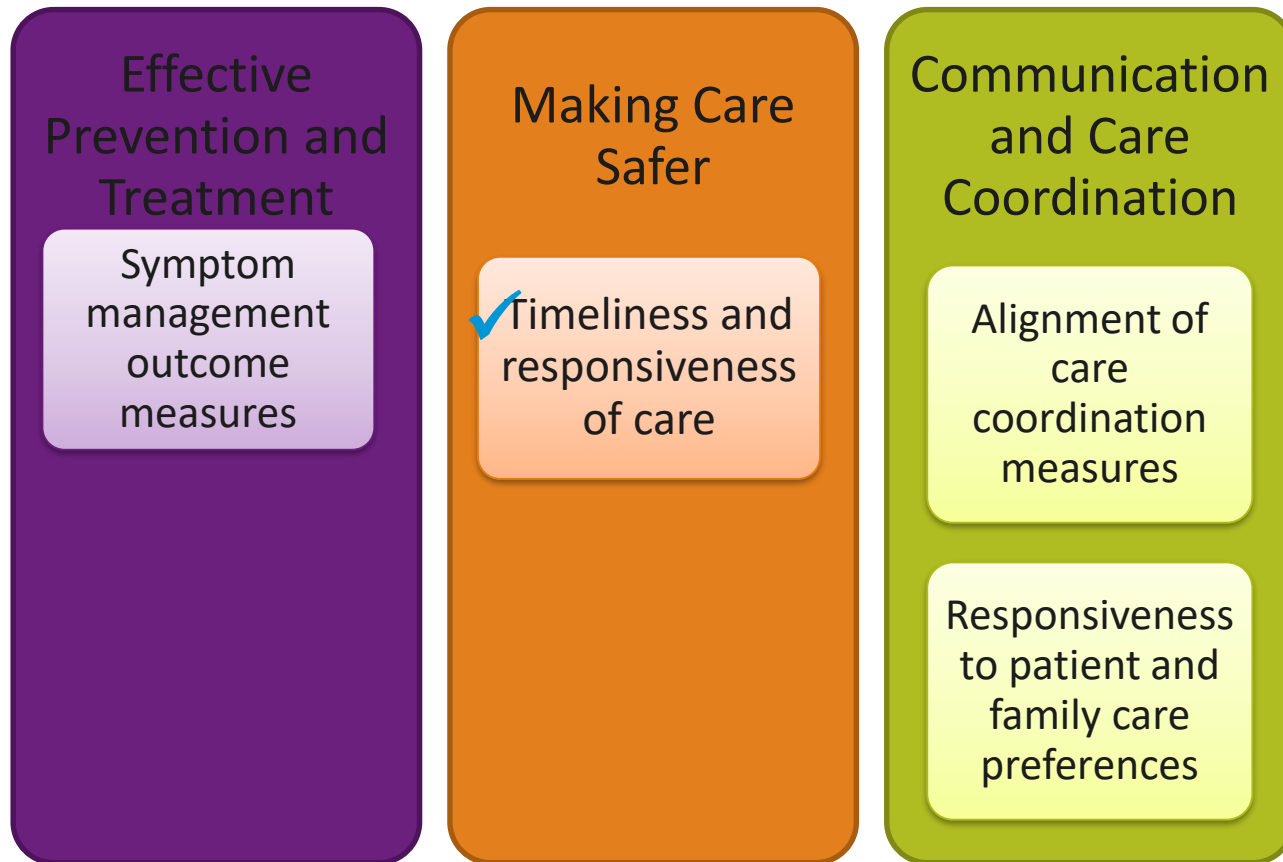 Effective
Prevention and
Treatment
Symptom
management
outcome
measures
Making Care
Safer
Timeliness and
responsiveness
of care
Communication
and Care
Coordination
Alignment of
care
coordination
measures
Responsiveness
to patient and
family care
preferences